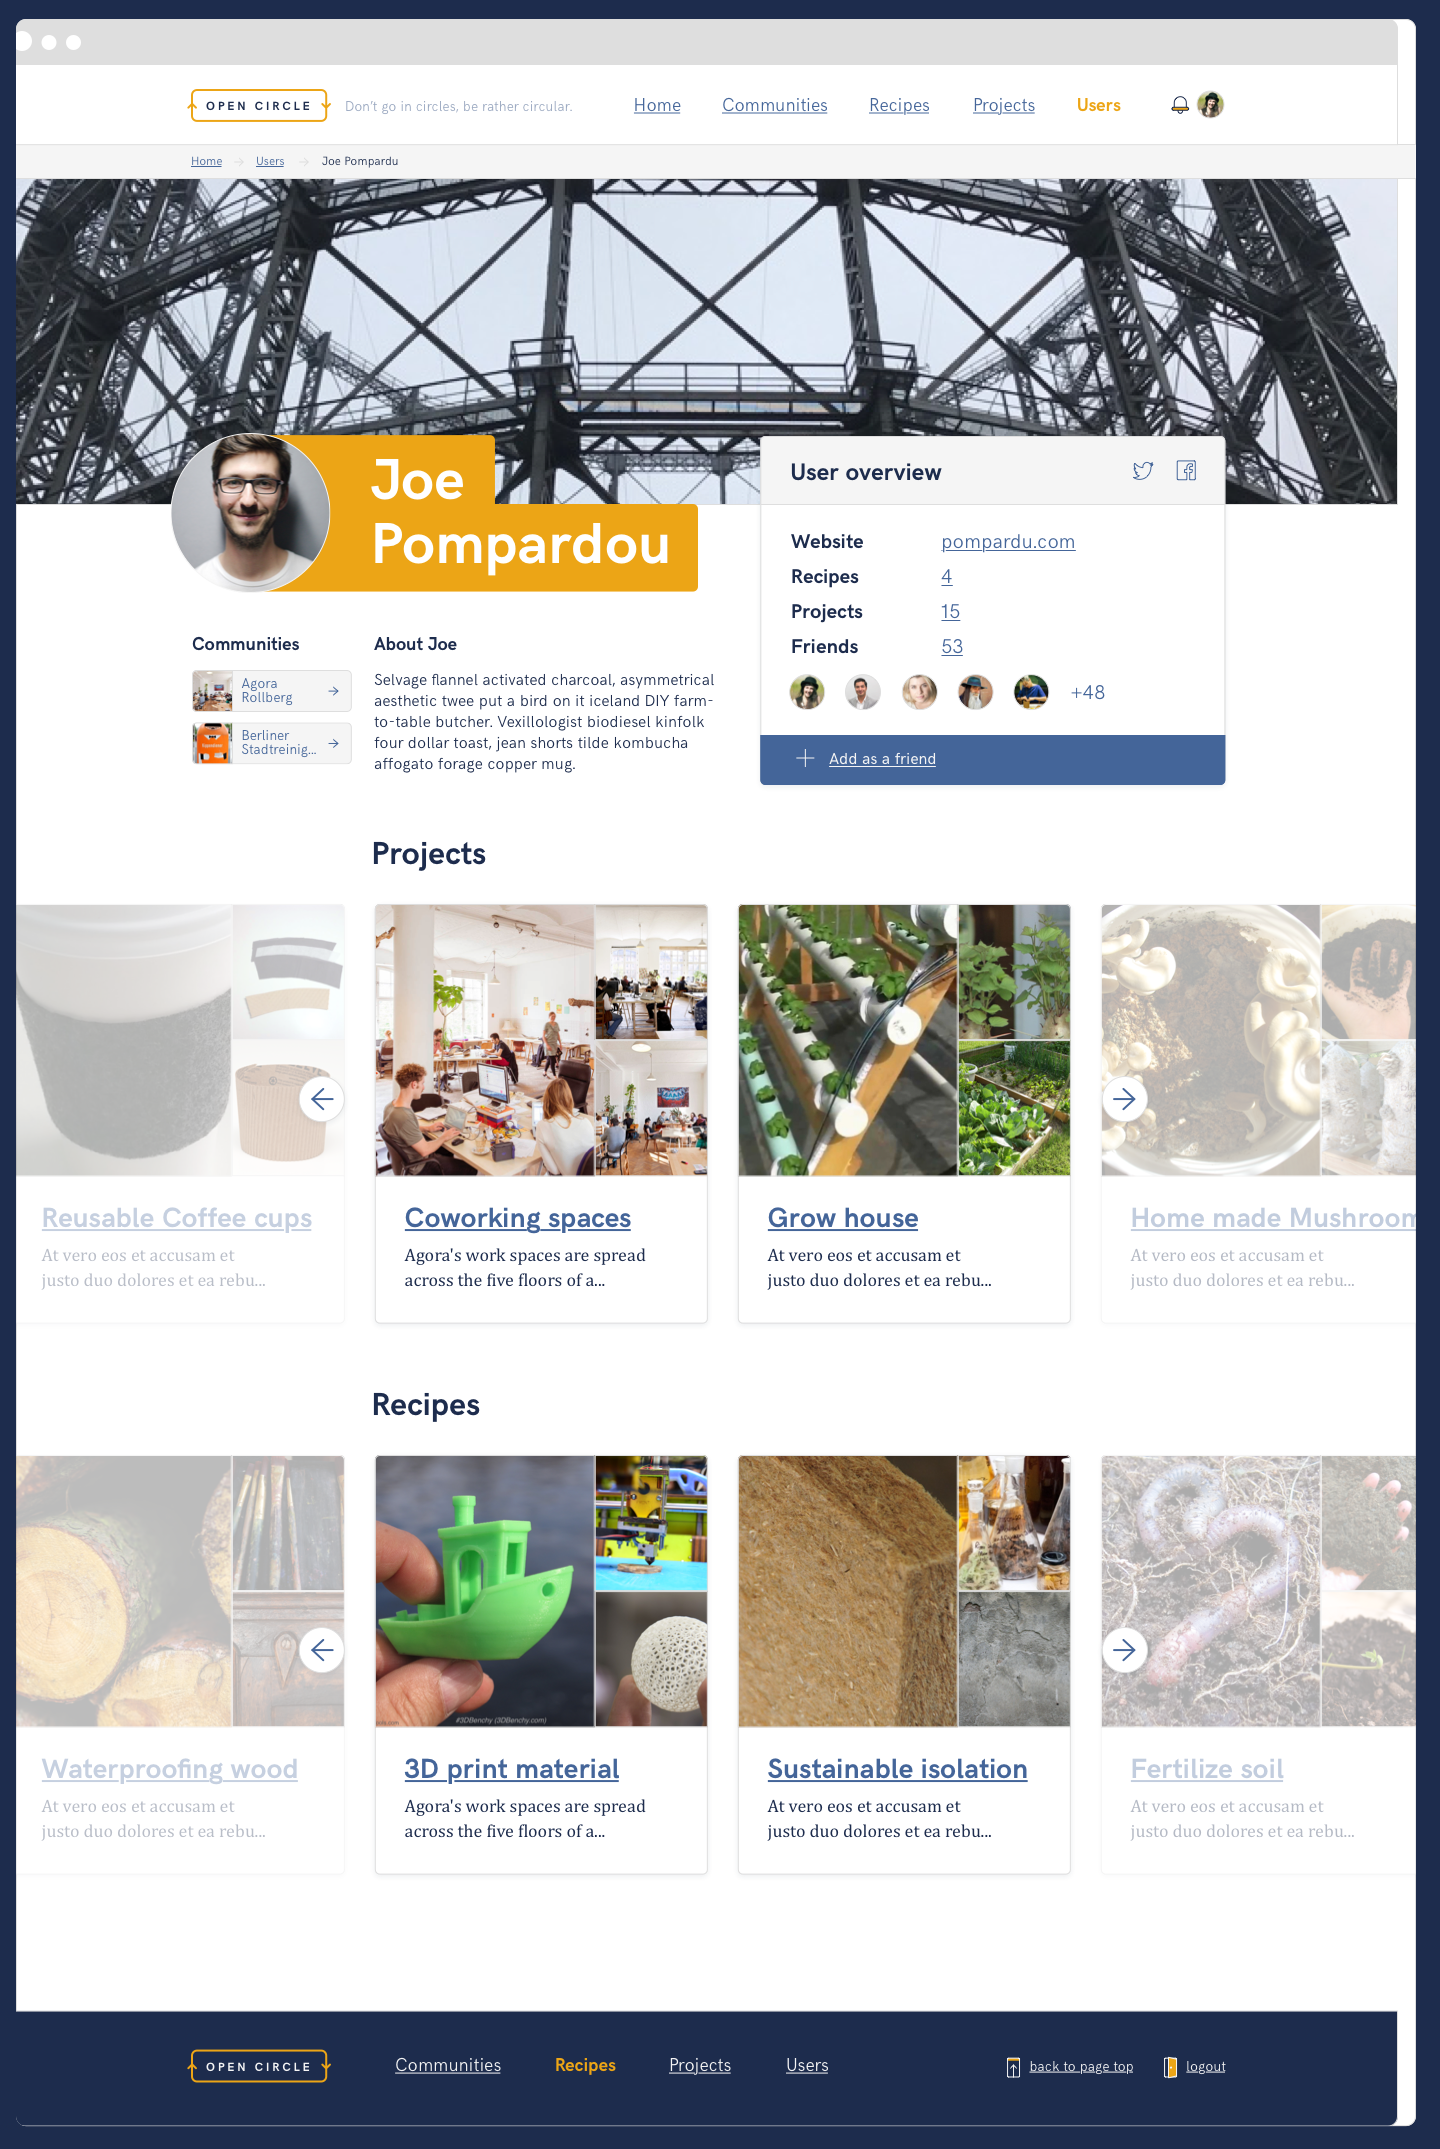 OPEN CIRCLE
Don't go in circles, be rather circular.
Home
Communities
Recipes
Projects
Users
Home
Users
Joe Pompardu
Joe
Pompardou
User overview
Website
pompardu.com
Recipes
4
Projects
15
Friends
53
+48
Add as a friend
Communities
Agora
Rollberg
Berliner
Stadtreinig...
About Joe
Selvage flannel activated charcoal, asymmetrical
aesthetic twee put a bird on it iceland DIY farm-
to-table butcher. Vexillologist biodiesel kinfolk
four dollar toast, jean shorts tilde kombucha
affogato forage copper mug.
Projects
Reusable Coffee cups
At vero eos et accusam et
justo duo dolores et ea rebu...
Coworking spaces
Agora's work spaces are spread
across the five floors of a...
Grow house
At vero eos et accusam et
justo duo dolores et ea rebu...
Home made Mushroom
At vero eos et accusam et
justo duo dolores et ea rebu...
Recipes
#3DBenchy (3DBenchy.com)
Waterproofing wood
At vero eos et accusam et
justo duo dolores et ea rebu...
3D print material
Agora's work spaces are spread
across the five floors of a...
Sustainable isolation
At vero eos et accusam et
justo duo dolores et ea rebu...
Fertilize soil
At vero eos et accusam et
justo duo dolores et ea rebu...
OPEN CIRCLE
Communities
Recipes
Projects
Users
back to page top
logout